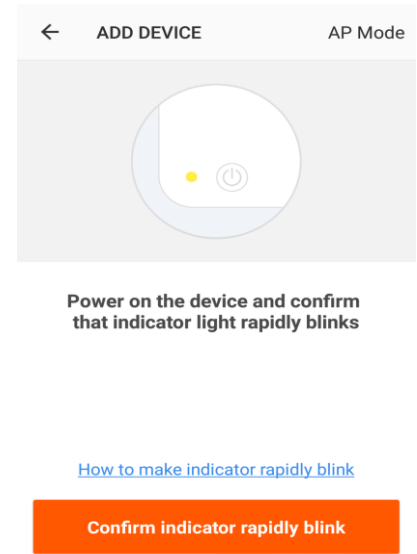 ADD DEVICE AP Mode
Power on the device and confirm
that indicator light rapidly blinks
How to make indicator rapidly blink
Confirm indicator rapidly blink